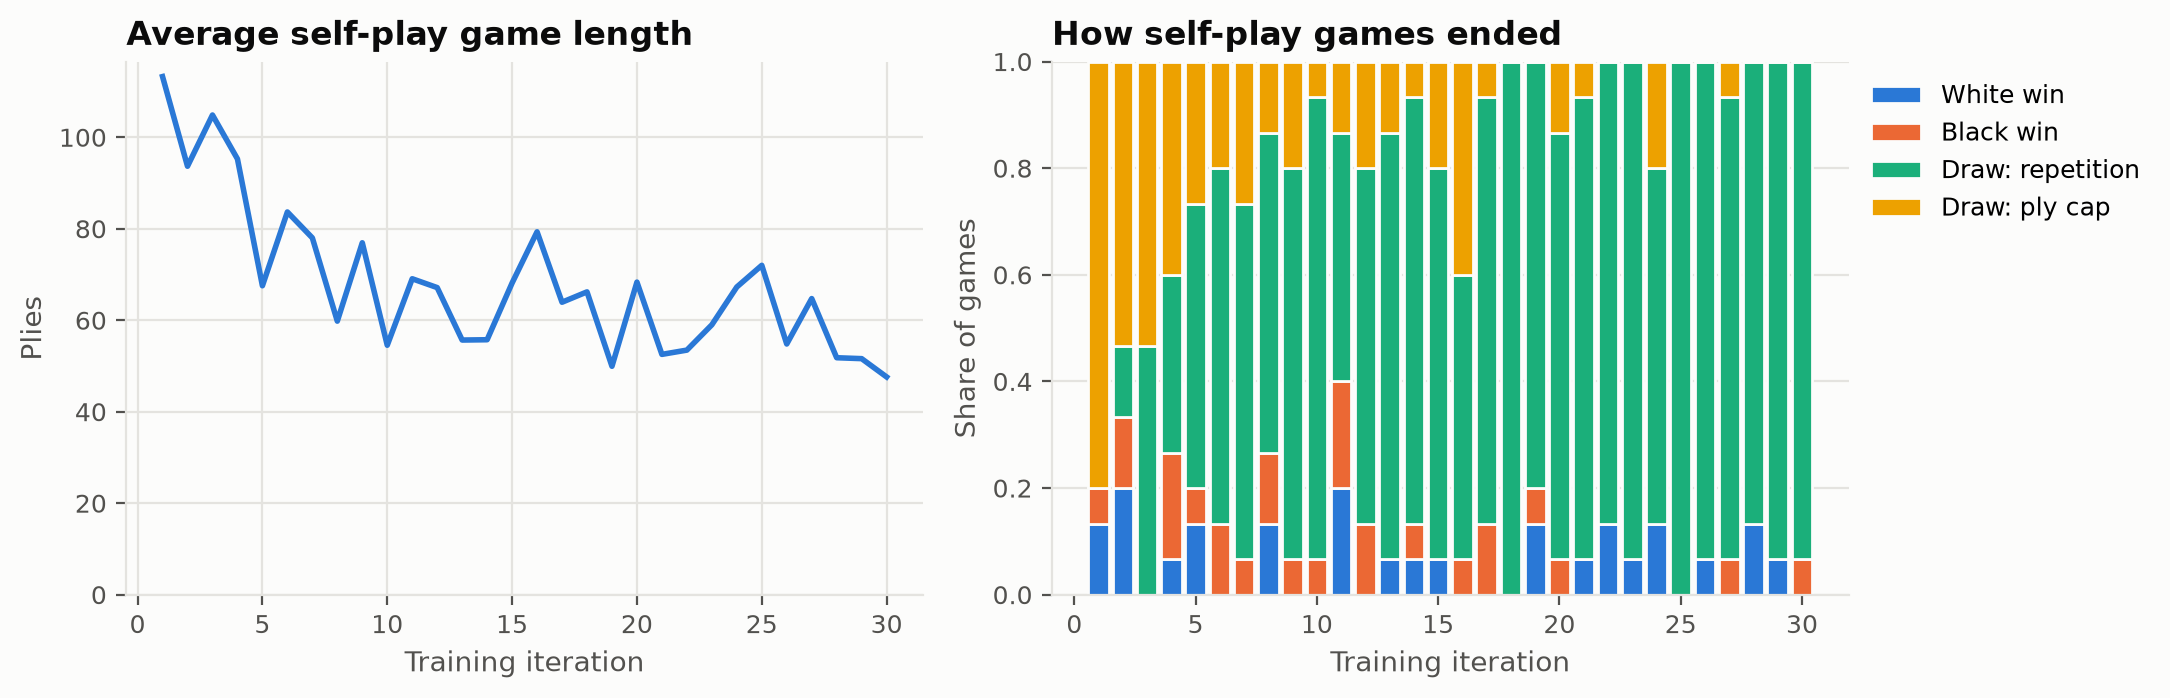 Average self-play game length
100
80
60
40
20
0
Plies
0 5 10 15 20 25 30
Training iteration
How self-play games ended
1.0
0.8
0.6
0.4
0.2
0.0
Share of games
0 5 10 15 20 25 30
Training iteration
White win
Black win
Draw: repetition
Draw: ply cap